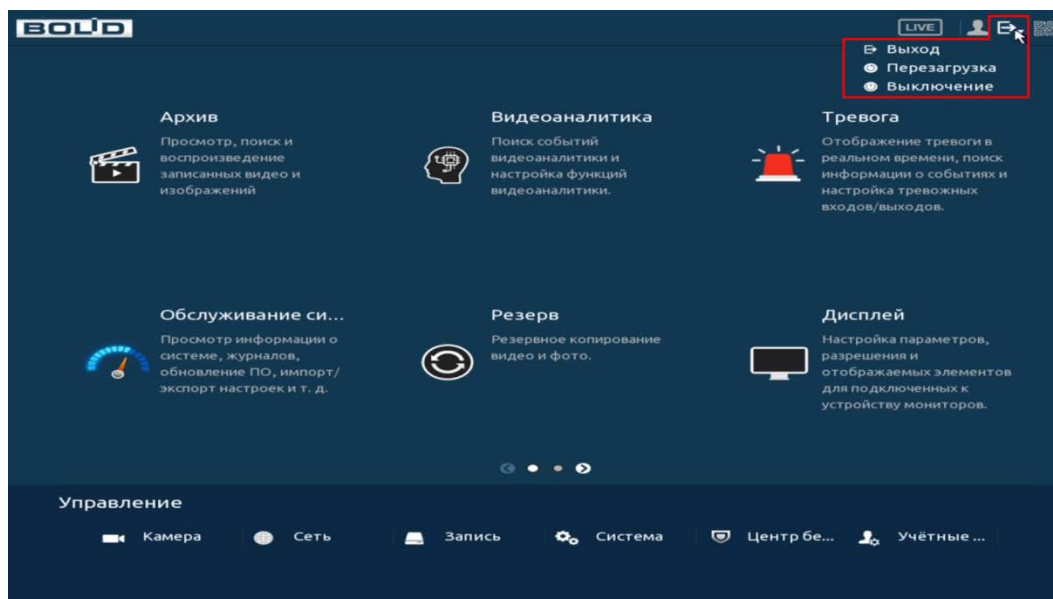 BOLID
LIVE
Выход
Перезагрузка
Выключение
Архив
Просмотр, поиск и
воспроизведение
записанных видео и
изображений
Видеоаналитика
Поиск событий
видеоаналитики и
настройка функций
видеоаналитики.
Тревога
Отображение тревоги в
реальном времени, поиск
информации о событиях и
настройка тревожных
входов/выходов.
Обслуживание си...
Просмотр информации о
системе, журналов,
обновление ПО, импорт/
экспорт настроек и т. д.
Резерв
Резервное копирование
видео и фото.
Дисплей
Настройка параметров,
разрешения и
отображаемых элементов
для подключенных к
устройству мониторов.
Управление
Камера
Сеть
Запись
Система
Центр бе...
Учётные ...